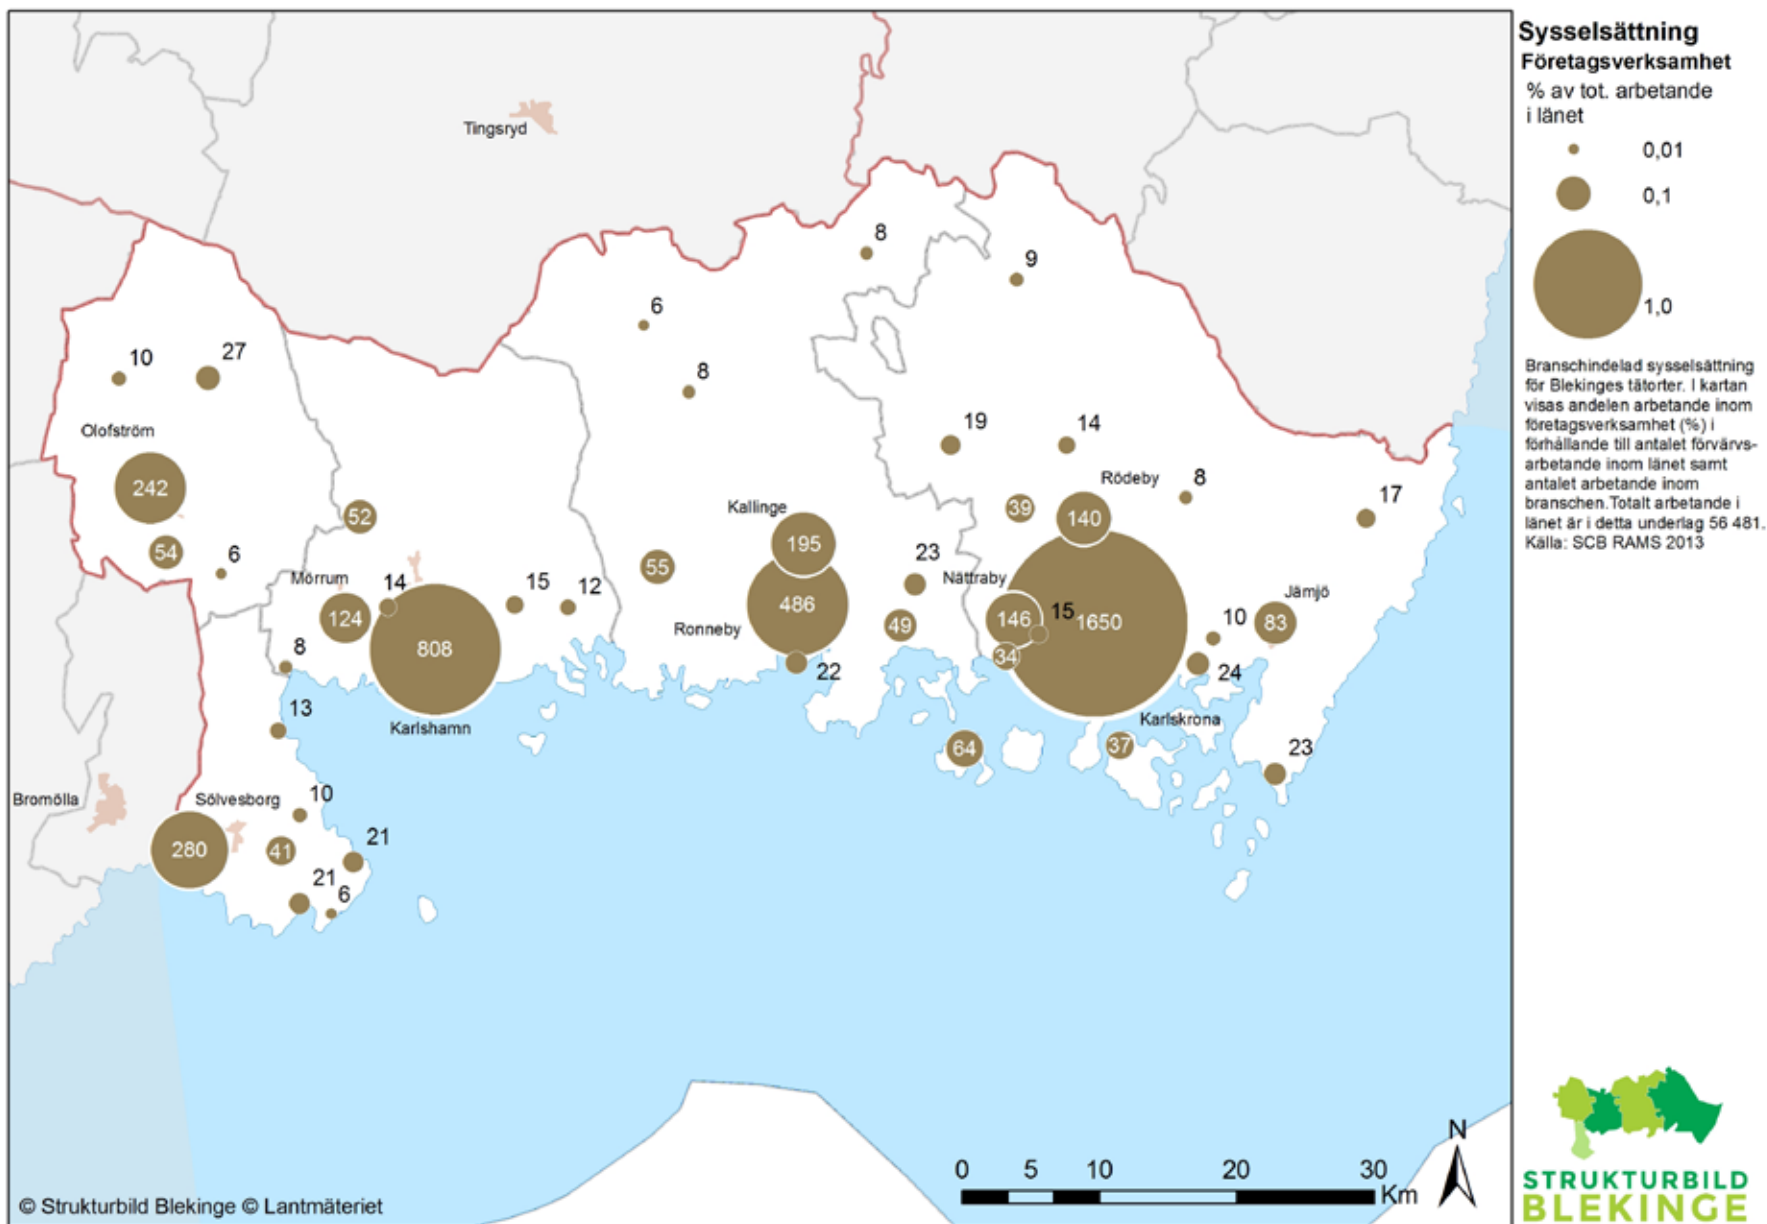 Tingsryd
8
9
6
10
27
8
Olofström
19
14
Rödeby
8
17
242
52
39
140
Kallinge
195
54
6
55
23
Nättraby
Mörrum
14
15
12
124
486
49
146
15
1650
10
Jämjö
83
Ronneby
808
34
8
22
24
13
Karlshamn
Karlskrona
64
37
23
Bromölla
Sölvesborg
10
280
41
21
21
6
© Strukturbild Blekinge © Lantmäteriet
0 5 10 20 30
Km
N
Sysselsättning
Företagsverksamhet
% av tot. arbetande
i länet
0,01
0,1
1,0
Branschindelad sysselsättning
för Blekinges tätorter. I kartan
visas andelen arbetande inom
företagsverksamhet (%) i
förhållande till antalet förvärvs-
arbetande inom länet samt
antalet arbetande inom
branschen.Totalt arbetande i
länet är i detta underlag 56 481.
Källa: SCB RAMS 2013
STRUKTURBILD
BLEKINGE